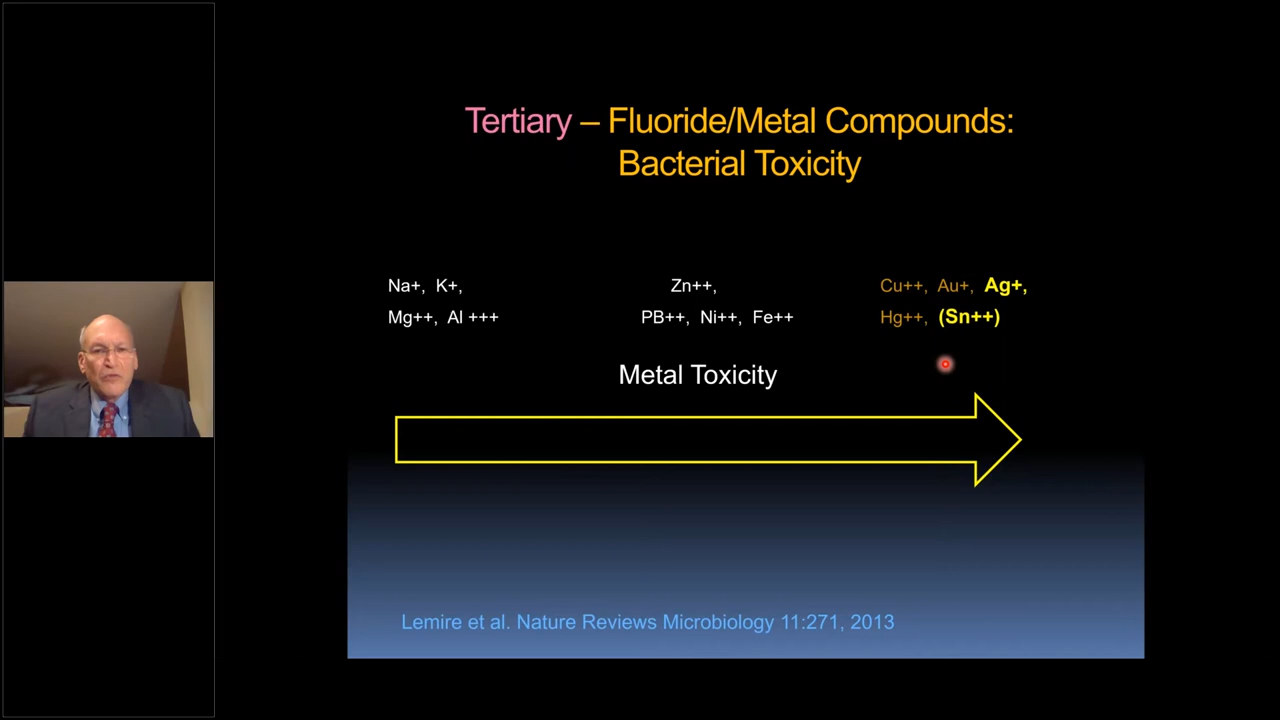 Tertiary – Fluoride/Metal Compounds:
Bacterial Toxicity
Na+, K+,
Mg++, Al +++
Zn++,
PB++, Ni++, Fe++
Cu++, Au+, Ag+,
Hg++, (Sn++)
Metal Toxicity
Lemire et al. Nature Reviews Microbiology 11:271, 2013